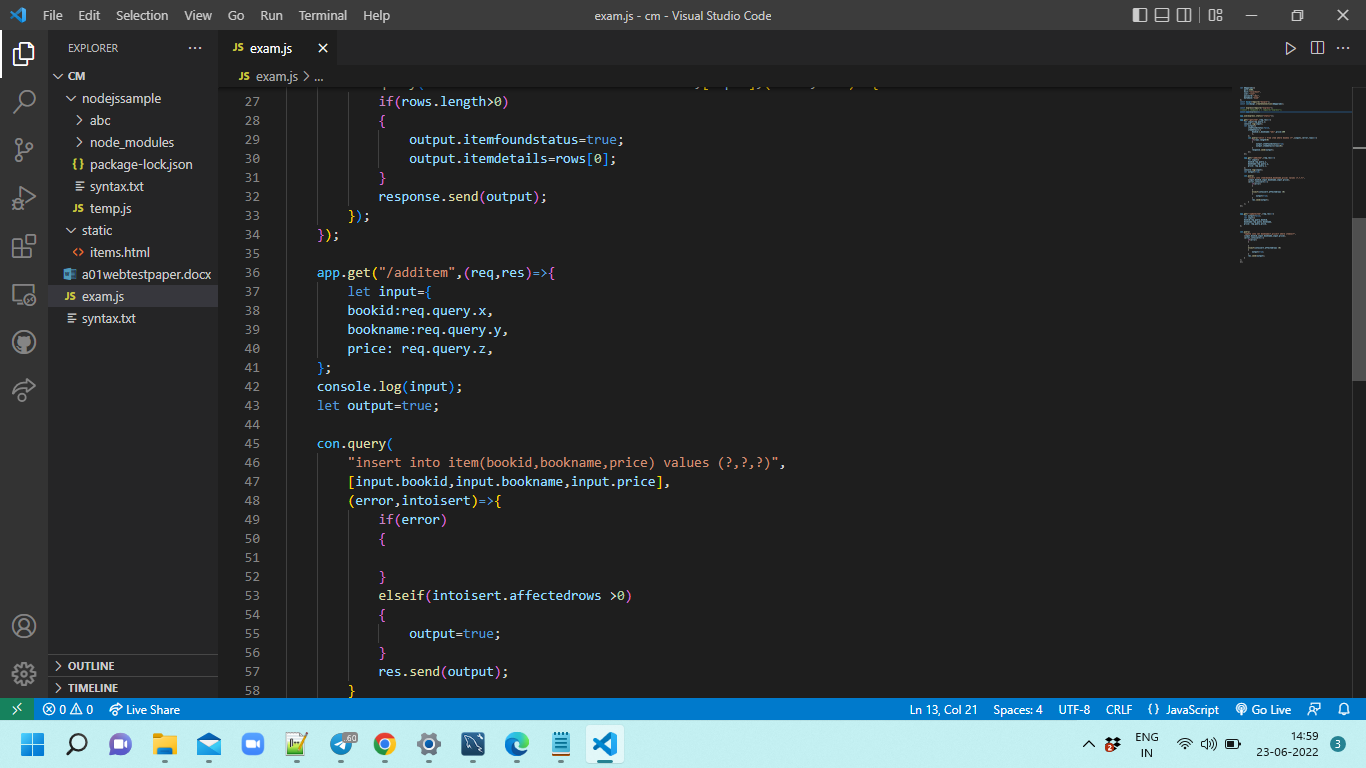 File Edit Selection View Go Run Terminal Help
exam.js - cm - Visual Studio Code
EXPLORER
CM
nodejssample
abc
node_modules
{} package-lock.json
syntax.txt
JS temp.js
static
<> items.html
a01webtestpaper.docx
JS exam.js
syntax.txt
OUTLINE
TIMELINE
JS exam.js
JS exam.js > ...
27 if(rows.length>0)
28 {
29 output.itemfoundstatus=true;
30 output.itemdetails=rows[0];
31 }
32 response.send(output);
33 });
34 });
35
36 app.get("/additem",(req,res)=>{
37 let input={
38 bookid:req.query.x,
39 bookname:req.query.y,
40 price: req.query.z,
41 };
42 console.log(input);
43 let output=true;
44
45 con.query(
46 "insert into item(bookid,bookname,price) values (?,?,?)",
47 [input.bookid,input.bookname,input.price],
48 (error,intoisert)=>{
49 if(error)
50 {
51
52 }
53 elseif(intoisert.affectedrows >0)
54 {
55 output=true;
56 }
57 res.send(output);
58 }
0 0 Live Share
Ln 13, Col 21 Spaces: 4 UTF-8 CRLF {} JavaScript Go Live
60
2
ENG
IN
14:59
23-06-2022
3